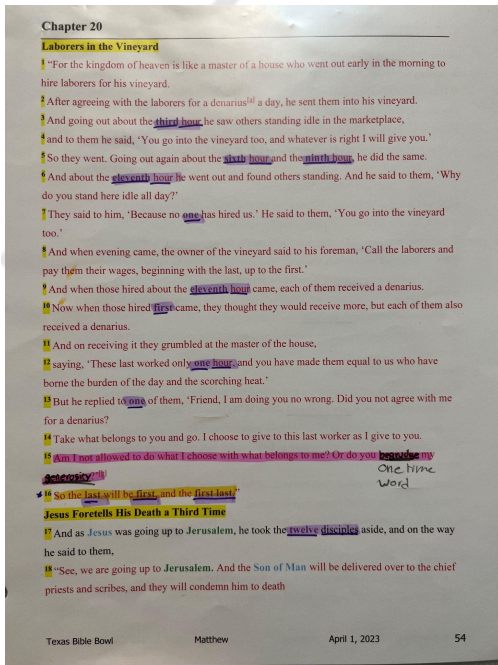 Chapter 20
Laborers in the Vineyard
1 "For the kingdom of heaven is like a master of a house who went out early in the morning to
hire laborers for his vineyard.
2 After agreeing with the laborers for a denarius[a] a day, he sent them into his vineyard.
3 And going out about the third hour he saw others standing idle in the marketplace,
4 and to them he said, 'You go into the vineyard too, and whatever is right I will give you.'
5 So they went. Going out again about the sixth hour and the ninth hour, he did the same.
6 And about the eleventh hour he went out and found others standing. And he said to them, 'Why
do you stand here idle all day?'
7 They said to him, 'Because no one has hired us.' He said to them, 'You go into the vineyard
too.'
8 And when evening came, the owner of the vineyard said to his foreman, 'Call the laborers and
pay them their wages, beginning with the last, up to the first.'
9 And when those hired about the eleventh hour came, each of them received a denarius.
10 Now when those hired first came, they thought they would receive more, but each of them also
received a denarius.
11 And on receiving it they grumbled at the master of the house,
12 saying, 'These last worked only one hour, and you have made them equal to us who have
borne the burden of the day and the scorching heat.'
13 But he replied to one of them, 'Friend, I am doing you no wrong. Did you not agree with me
for a denarius?
14 Take what belongs to you and go. I choose to give to this last worker as I give to you.
15 Am I not allowed to do what I choose with what belongs to me? Or do you begrudge my
generosity?'
One time
word
16 So the last will be first, and the first last."
Jesus Foretells His Death a Third Time
17 And as Jesus was going up to Jerusalem, he took the twelve disciples aside, and on the way
he said to them,
18 "See, we are going up to Jerusalem. And the Son of Man will be delivered over to the chief
priests and scribes, and they will condemn him to death
Texas Bible Bowl Matthew April 1, 2023 54